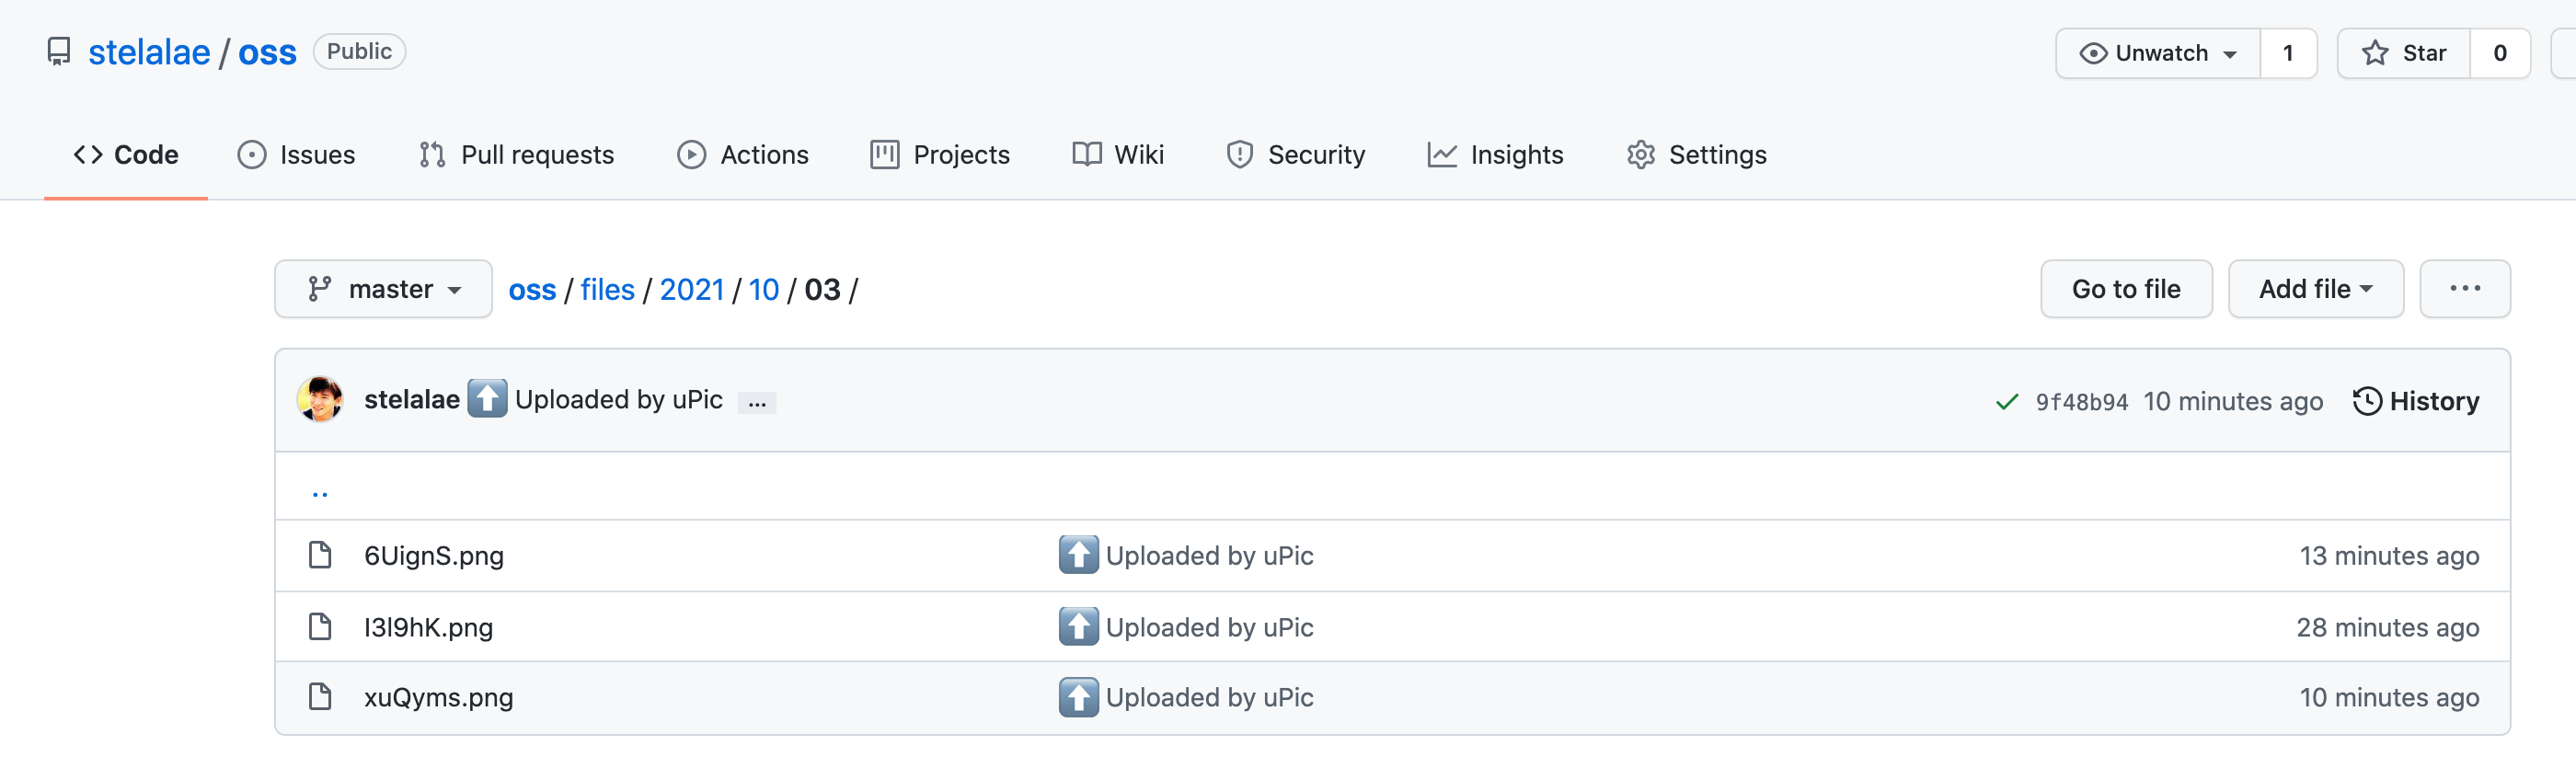 stelalae / oss Public Unwatch 1 Star 0
Code Issues Pull requests Actions Projects Wiki Security Insights Settings
master oss / files / 2021 / 10 / 03 / Go to file Add file ...
stelalae ⬆️ Uploaded by uPic ... 9f48b94 10 minutes ago History
..
6UignS.png ⬆️ Uploaded by uPic 13 minutes ago
I3l9hK.png ⬆️ Uploaded by uPic 28 minutes ago
xuQyms.png ⬆️ Uploaded by uPic 10 minutes ago